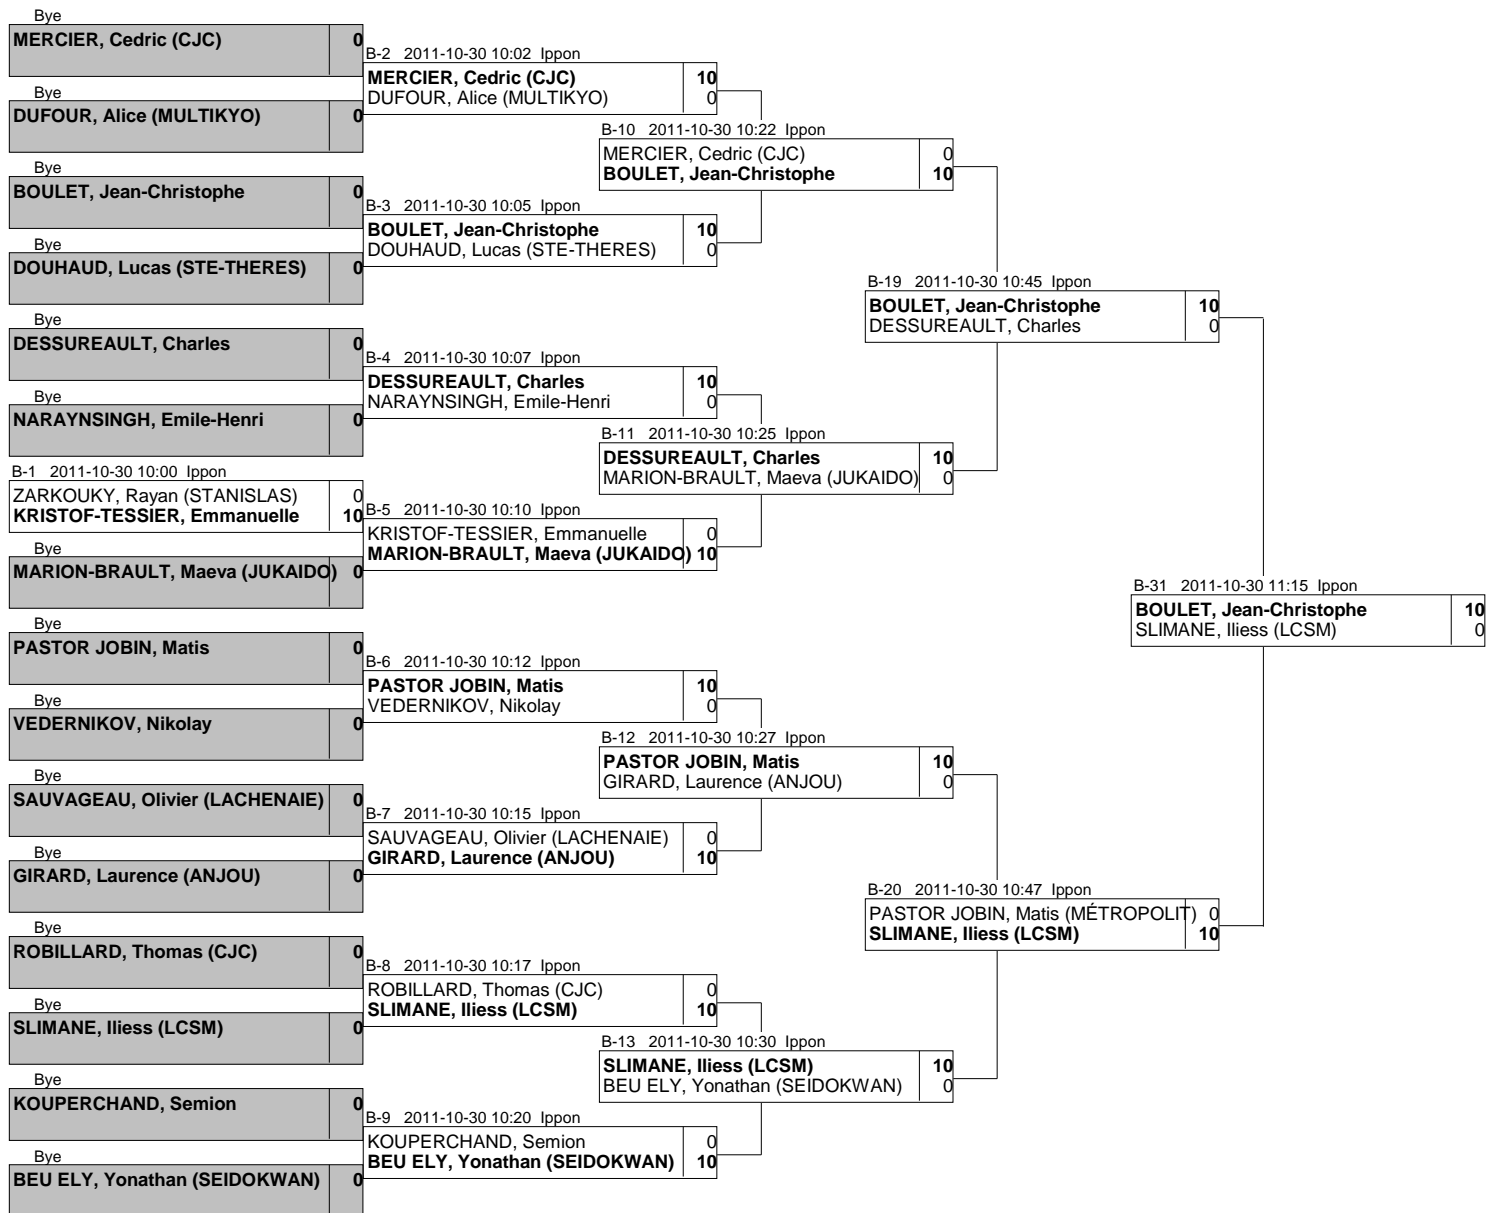 Bye
MERCIER, Cedric (CJC) 0
Bye
DUFOUR, Alice (MULTIKYO) 0
Bye
BOULET, Jean-Christophe 0
Bye
DOUHAUD, Lucas (STE-THERES) 0
Bye
DESSUREAULT, Charles 0
Bye
NARAYNSINGH, Emile-Henri 0
B-1 2011-10-30 10:00 Ippon
ZARKOUKY, Rayan (STANISLAS) 0
KRISTOF-TESSIER, Emmanuelle 10
Bye
MARION-BRAULT, Maeva (JUKAIDO) 0
Bye
PASTOR JOBIN, Matis 0
Bye
VEDERNIKOV, Nikolay 0
Bye
SAUVAGEAU, Olivier (LACHENAIE) 0
Bye
GIRARD, Laurence (ANJOU) 0
Bye
ROBILLARD, Thomas (CJC) 0
Bye
SLIMANE, Iliess (LCSM) 0
Bye
KOUPERCHAND, Semion 0
Bye
BEU ELY, Yonathan (SEIDOKWAN) 0
B-2 2011-10-30 10:02 Ippon
MERCIER, Cedric (CJC) 10
DUFOUR, Alice (MULTIKYO) 0
B-3 2011-10-30 10:05 Ippon
BOULET, Jean-Christophe 10
DOUHAUD, Lucas (STE-THERES) 0
B-4 2011-10-30 10:07 Ippon
DESSUREAULT, Charles 10
NARAYNSINGH, Emile-Henri 0
B-5 2011-10-30 10:10 Ippon
KRISTOF-TESSIER, Emmanuelle 0
MARION-BRAULT, Maeva (JUKAIDO) 10
B-6 2011-10-30 10:12 Ippon
PASTOR JOBIN, Matis 10
VEDERNIKOV, Nikolay 0
B-7 2011-10-30 10:15 Ippon
SAUVAGEAU, Olivier (LACHENAIE) 0
GIRARD, Laurence (ANJOU) 10
B-8 2011-10-30 10:17 Ippon
ROBILLARD, Thomas (CJC) 0
SLIMANE, Iliess (LCSM) 10
B-9 2011-10-30 10:20 Ippon
KOUPERCHAND, Semion 0
BEU ELY, Yonathan (SEIDOKWAN) 10
B-10 2011-10-30 10:22 Ippon
MERCIER, Cedric (CJC) 0
BOULET, Jean-Christophe 10
B-11 2011-10-30 10:25 Ippon
DESSUREAULT, Charles 10
MARION-BRAULT, Maeva (JUKAIDO) 0
B-12 2011-10-30 10:27 Ippon
PASTOR JOBIN, Matis 10
GIRARD, Laurence (ANJOU) 0
B-13 2011-10-30 10:30 Ippon
SLIMANE, Iliess (LCSM) 10
BEU ELY, Yonathan (SEIDOKWAN) 0
B-19 2011-10-30 10:45 Ippon
BOULET, Jean-Christophe 10
DESSUREAULT, Charles 0
B-20 2011-10-30 10:47 Ippon
PASTOR JOBIN, Matis (MÉTROPOLIT) 0
SLIMANE, Iliess (LCSM) 10
B-31 2011-10-30 11:15 Ippon
BOULET, Jean-Christophe 10
SLIMANE, Iliess (LCSM) 0